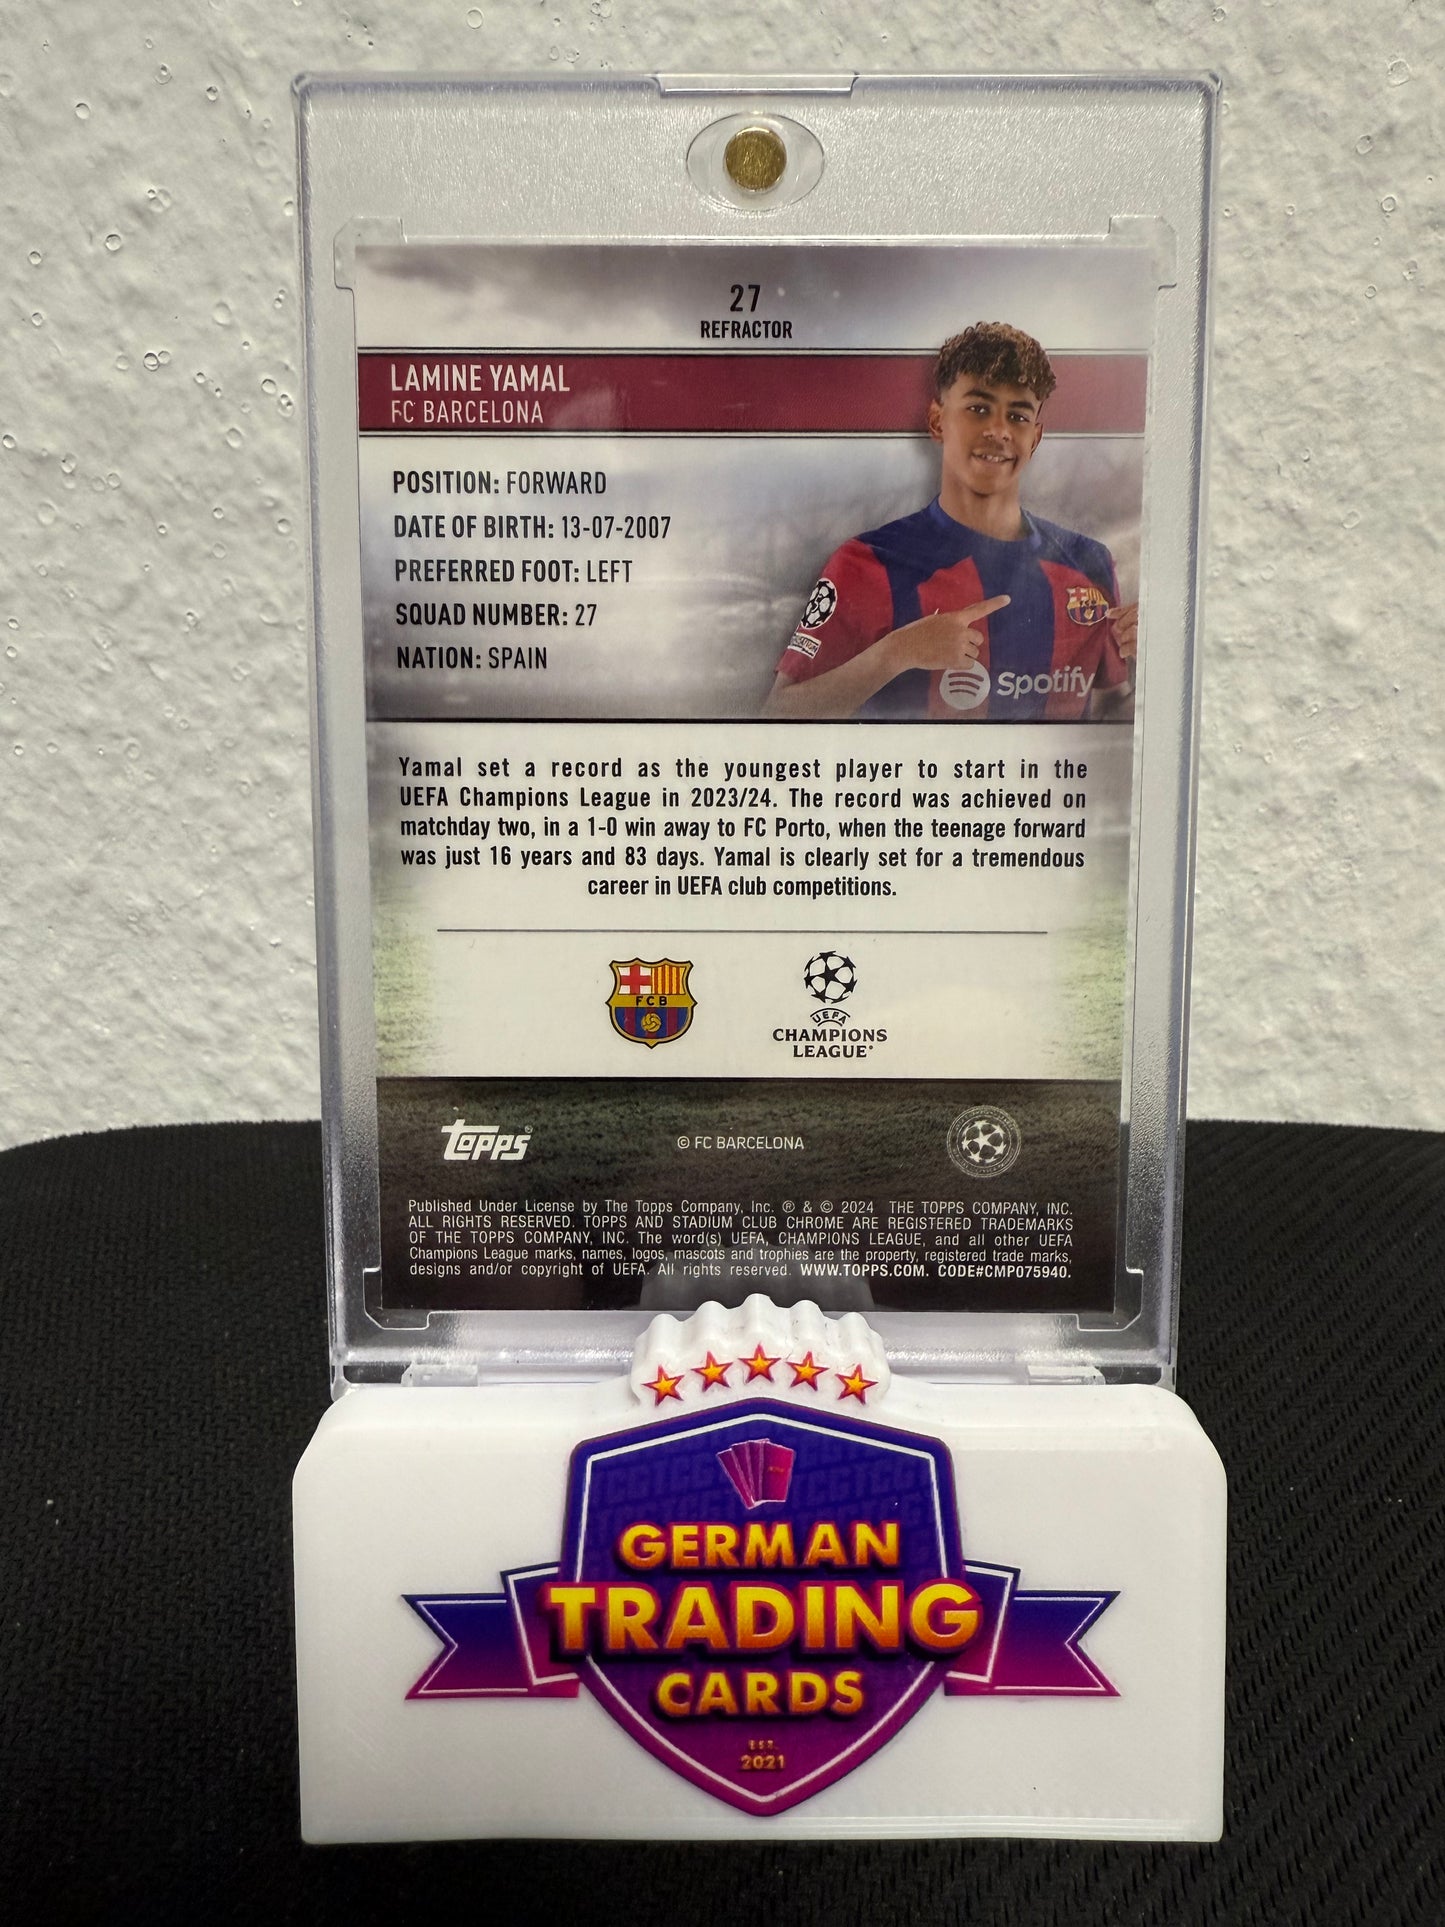 27
REFRACTOR
LAMINE YAMAL
FC BARCELONA
POSITION: FORWARD
DATE OF BIRTH: 13-07-2007
PREFERRED FOOT: LEFT
SQUAD NUMBER: 27
NATION: SPAIN
Spotify
Yamal set a record as the youngest player to start in the
UEFA Champions League in 2023/24. The record was achieved on
matchday two, in a 1-0 win away to FC Porto, when the teenage forward
was just 16 years and 83 days. Yamal is clearly set for a tremendous
career in UEFA club competitions.
FCB
UEFA
CHAMPIONS
LEAGUE®
Topps®
© FC BARCELONA
Published Under License by The Topps Company, Inc. ® & © 2024 THE TOPPS COMPANY, INC.
ALL RIGHTS RESERVED. TOPPS AND STADIUM CLUB CHROME ARE REGISTERED TRADEMARKS
OF THE TOPPS COMPANY, INC. The word(s) UEFA, CHAMPIONS LEAGUE, and all other UEFA
Champions League marks, names, logos, mascots and trophies are the property, registered trade marks,
designs and/or copyright of UEFA. All rights reserved. WWW.TOPPS.COM. CODE#CMP075940.
GERMAN
TRADING
CARDS
EST.
2021